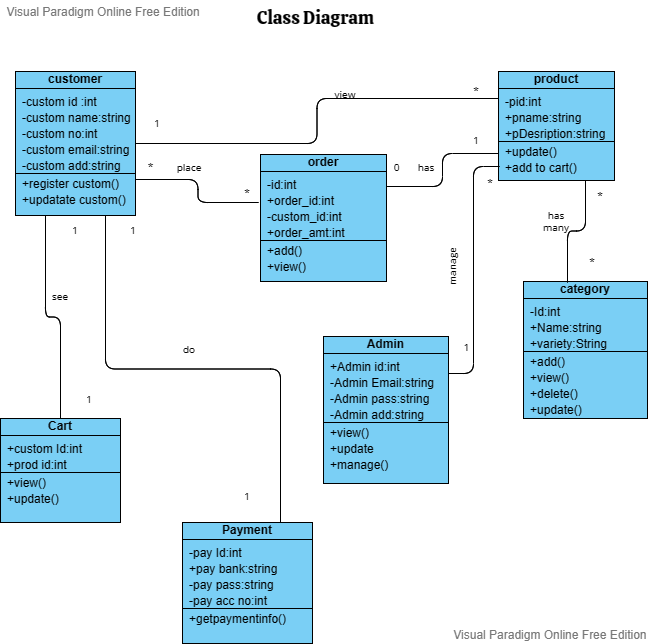 Visual Paradigm Online Free Edition
Class Diagram
customer
-custom id :int
-custom name:string
-custom no:int
-custom email:string
-custom add:string
+register custom()
+updatate custom()
product
-pid:int
+pname:string
+pDesription:string
+update()
+add to cart()
1
view
*
*
place
*
order
-id:int
+order_id:int
-custom_id:int
+order_amt:int
+add()
+view()
0
has
1
*
manage
1
*
has
many
*
category
-Id:int
+Name:string
+variety:String
+add()
+view()
+delete()
+update()
Admin
+Admin id:int
-Admin Email:string
-Admin pass:string
-Admin add:string
+view()
+update
+manage()
1
see
1
1
do
1
Cart
+custom Id:int
+prod id:int
+view()
+update()
Payment
-pay Id:int
+pay bank:string
-pay pass:string
-pay acc no:int
+getpaymentinfo()
Visual Paradigm Online Free Edition